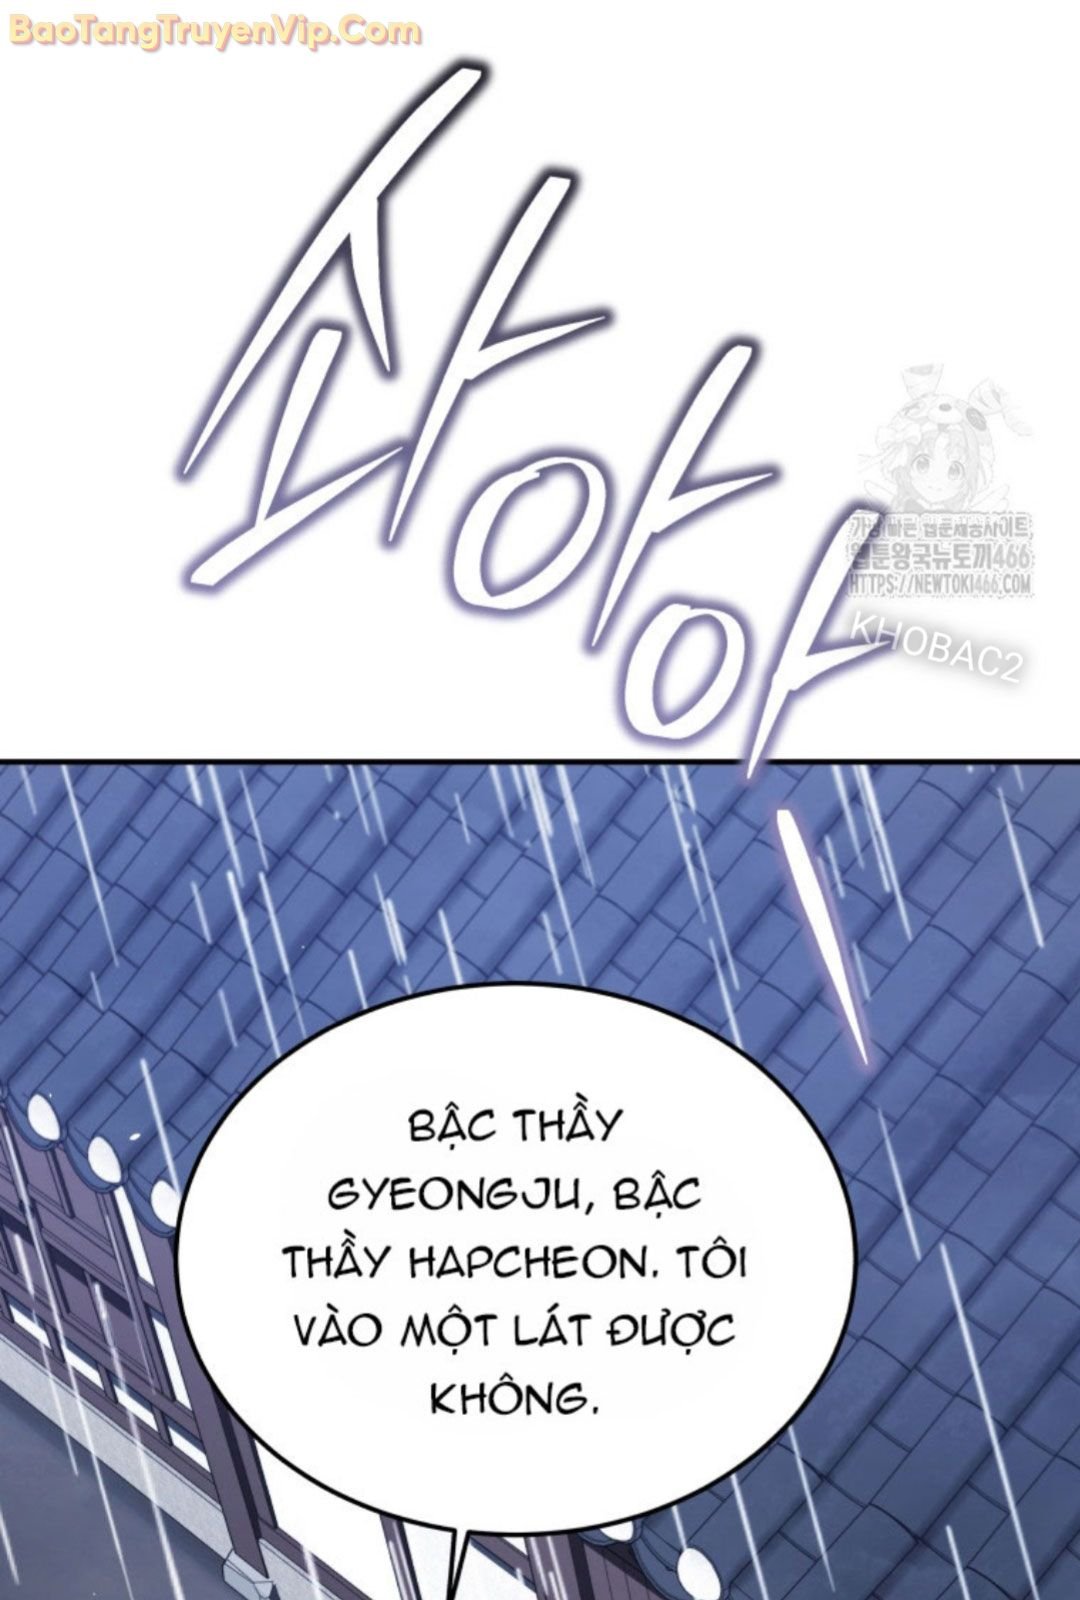 BaoTangTruyenVip.Com
쏴아아
가장 빠른 웹툰제공사이트
웹툰왕국뉴토끼466
HTTPS://NEWTOKI466.COM
KHOBAC2
BẬC THẦY
GYEONGJU, BẬC
THẦY HAPCHEON. TÔI
VÀO MỘT LÁT ĐƯỢC
KHÔNG.